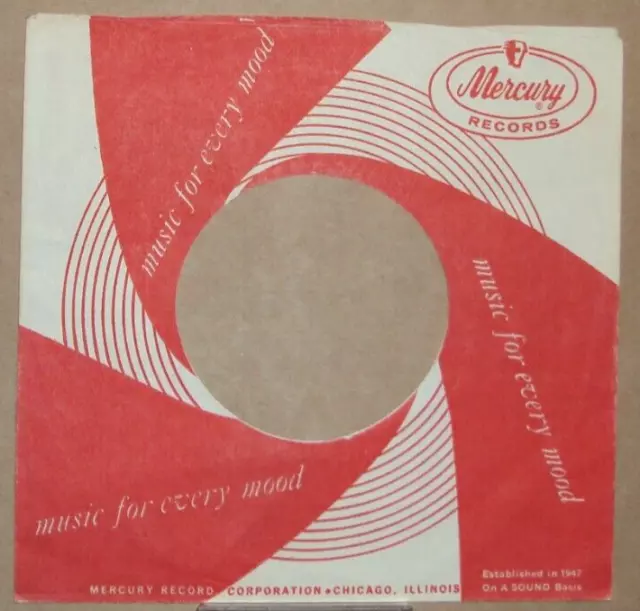 Mercury
®
RECORDS
music for every mood
music for every mood
music for every mood
Established in 1947
MERCURY RECORD CORPORATION • CHICAGO, ILLINOIS On A SOUND Basis